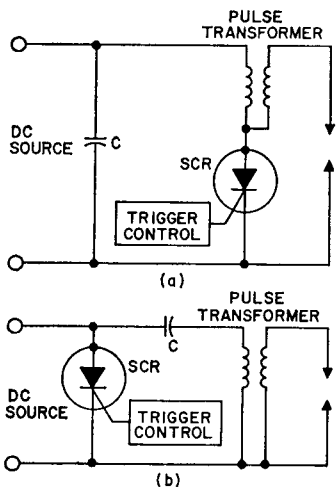 PULSE
TRANSFORMER
DC
SOURCE
C
SCR
TRIGGER
CONTROL
(a)
PULSE
TRANSFORMER
C
SCR
DC
SOURCE
TRIGGER
CONTROL
(b)